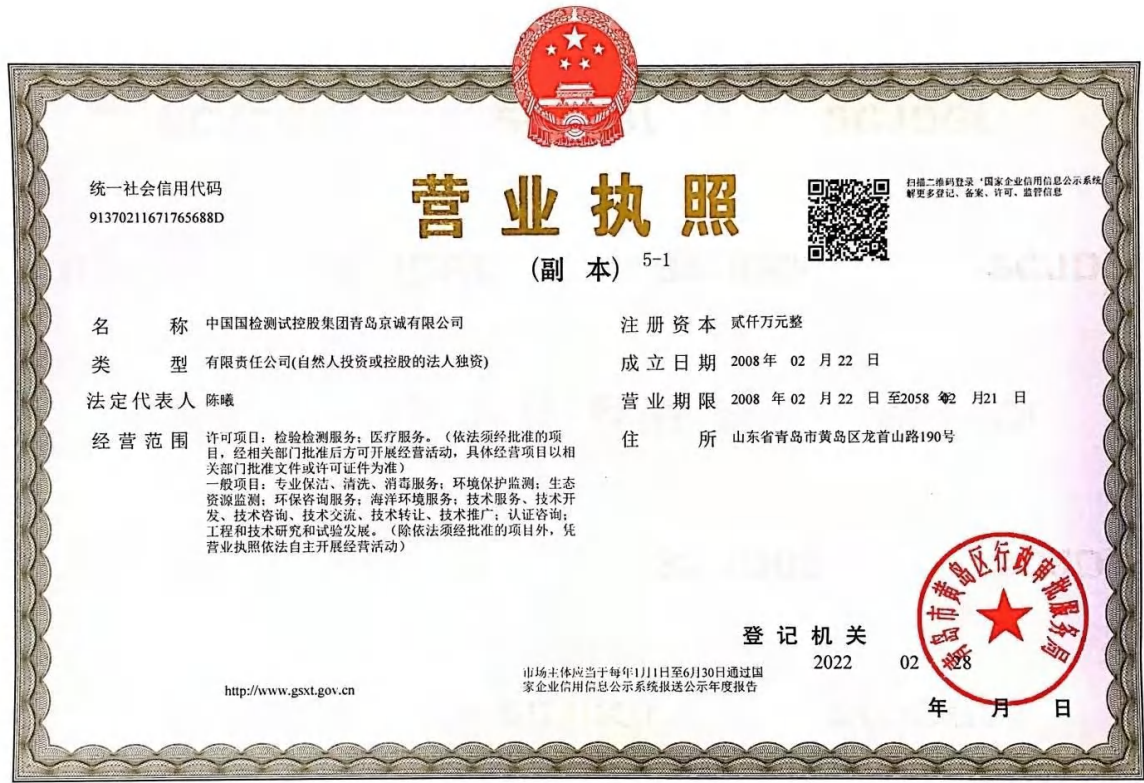 统一社会信用代码
91370211671765688D
营业执照
(副 本) 5-1
扫描二维码登录‘国家企业信用信息公示系统
解更多登记、备案、许可、监管信息
名 称 中国国检测试控股集团青岛京诚有限公司
类 型 有限责任公司(自然人投资或控股的法人独资)
法定代表人 陈曦
经营范围 许可项目：检验检测服务；医疗服务。（依法须经批准的项
目，经相关部门批准后方可开展经营活动，具体经营项目以相
关部门批准文件或许可证件为准）
一般项目：专业保洁、清洗、消毒服务；环境保护监测；生态
资源监测；环保咨询服务；海洋环境服务；技术服务、技术开
发、技术咨询、技术交流、技术转让、技术推广；认证咨询；
工程和技术研究和试验发展。（除依法须经批准的项目外，凭
营业执照依法自主开展经营活动）
注册资本 贰仟万元整
成立日期 2008年 02 月 22 日
营业期限 2008 年 02 月 22 日 至2058 年02 月21 日
住 所 山东省青岛市黄岛区龙首山路190号
青岛市黄岛区行政审批服务局
登记机关
2022 02 28
年 月 日
http://www.gsxt.gov.cn
市场主体应当于每年1月1日至6月30日通过国
家企业信用信息公示系统报送公示年度报告